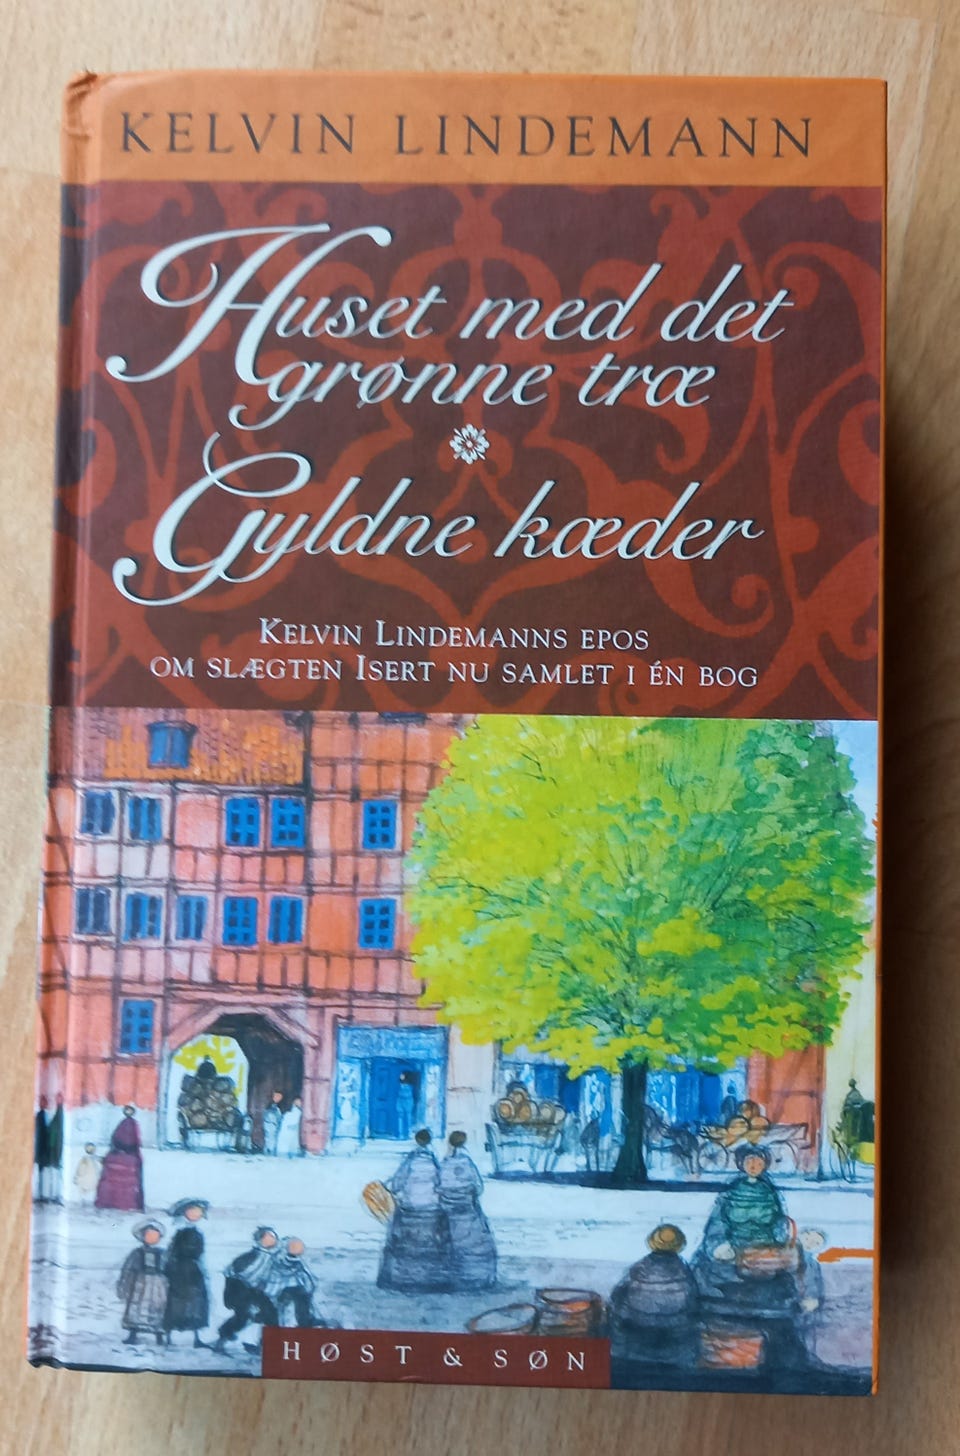 KELVIN LINDEMANN
Huset med det
grønne træ
Gyldne kæder
KELVIN LINDEMANNS EPOS
OM SLÆGTEN ISERT NU SAMLET I ÉN BOG
HØST & SØN